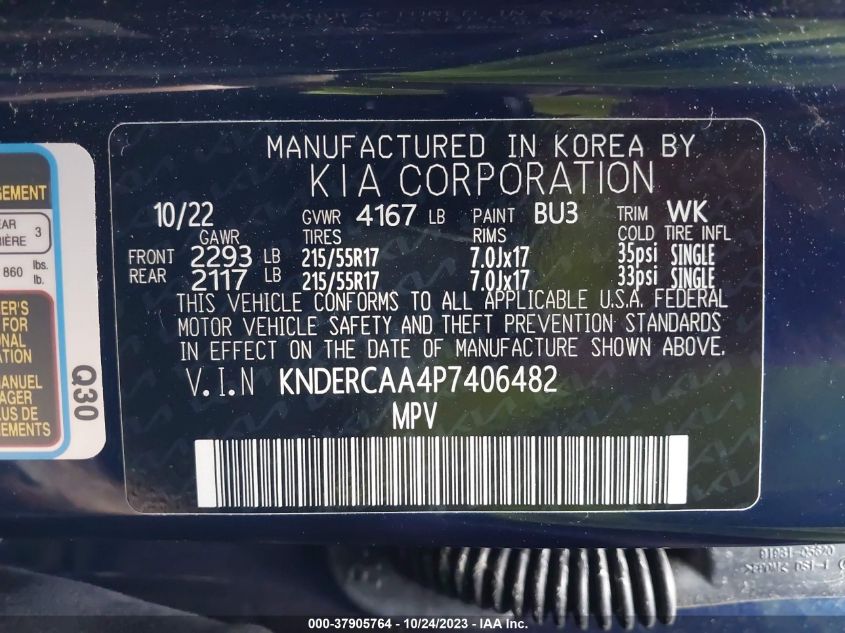 MANUFACTURED IN KOREA BY
KIA CORPORATION
10/22 GVWR 4167 LB PAINT BU3 TRIM WK
GAWR TIRES RIMS COLD TIRE INFL
FRONT 2293 LB 215/55R17 7.0Jx17 35psi SINGLE
REAR 2117 LB 215/55R17 7.0Jx17 33psi SINGLE
THIS VEHICLE CONFORMS TO ALL APPLICABLE U.S.A. FEDERAL
MOTOR VEHICLE SAFETY AND THEFT PREVENTION STANDARDS
IN EFFECT ON THE DATE OF MANUFACTURE SHOWN ABOVE.
V.I.N KNDERCAA4P7406482
MPV
GEMENT
EAR
IÈRE 3
860 lbs.
lb.
ER'S
FOR
ONAL
ATION
MANUEL
AGER
LUS DE
EMENTS
Q30
000-37905764 / 10/24/2023 - IAA Inc.